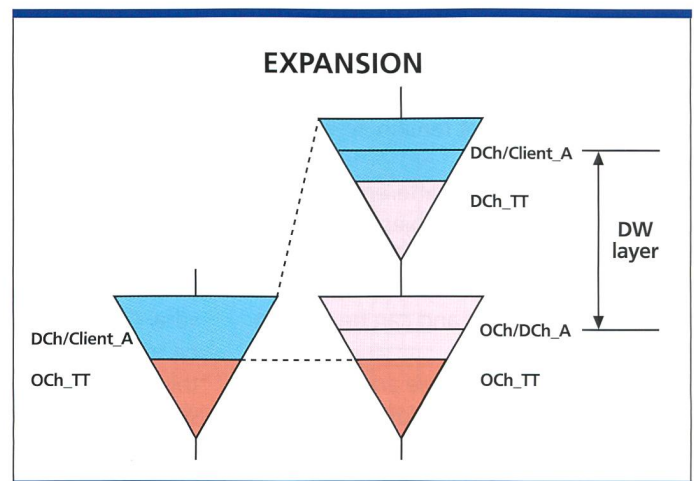 EXPANSION
DCh/Client_A
DCh_TT
DW
layer
DCh/Client_A
OCh_TT
OCh/DCh_A
OCh_TT